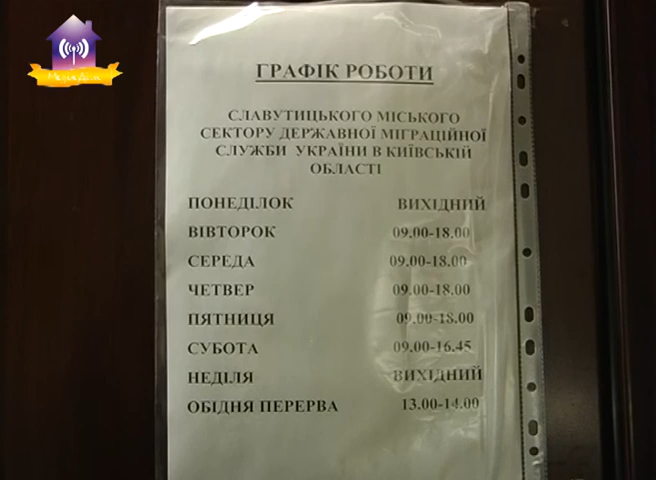 МедіаДім
ГРАФІК РОБОТИ
СЛАВУТИЦЬКОГО МІСЬКОГО
СЕКТОРУ ДЕРЖАВНОЇ МІГРАЦІЙНОЇ
СЛУЖБИ УКРАЇНИ В КИЇВСЬКІЙ
ОБЛАСТІ
ПОНЕДІЛОК ВИХІДНИЙ
ВІВТОРОК 09.00-18.00
СЕРЕДА 09.00-18.00
ЧЕТВЕР 09.00-18.00
ПЯТНИЦЯ 09.00-18.00
СУБОТА 09.00-16.45
НЕДІЛЯ ВИХІДНИЙ
ОБІДНЯ ПЕРЕРВА 13.00-14.00